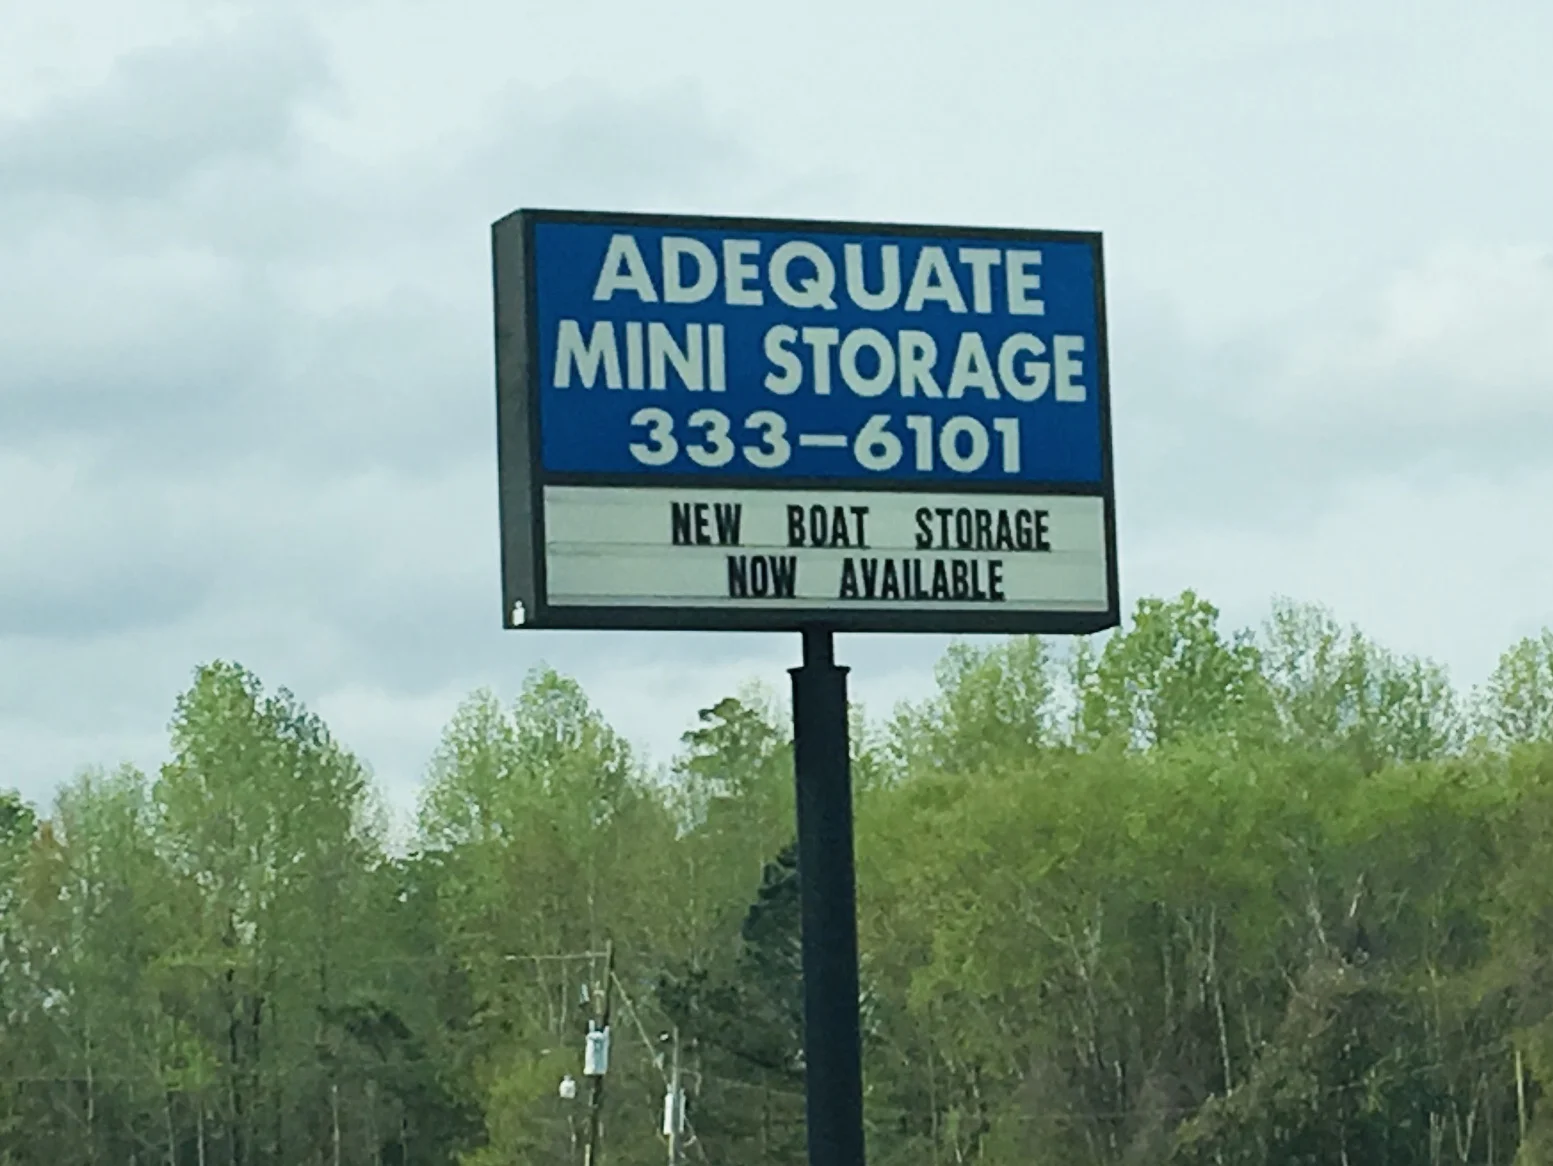 ADEQUATE
MINI STORAGE
333-6101
NEW BOAT STORAGE
NOW AVAILABLE